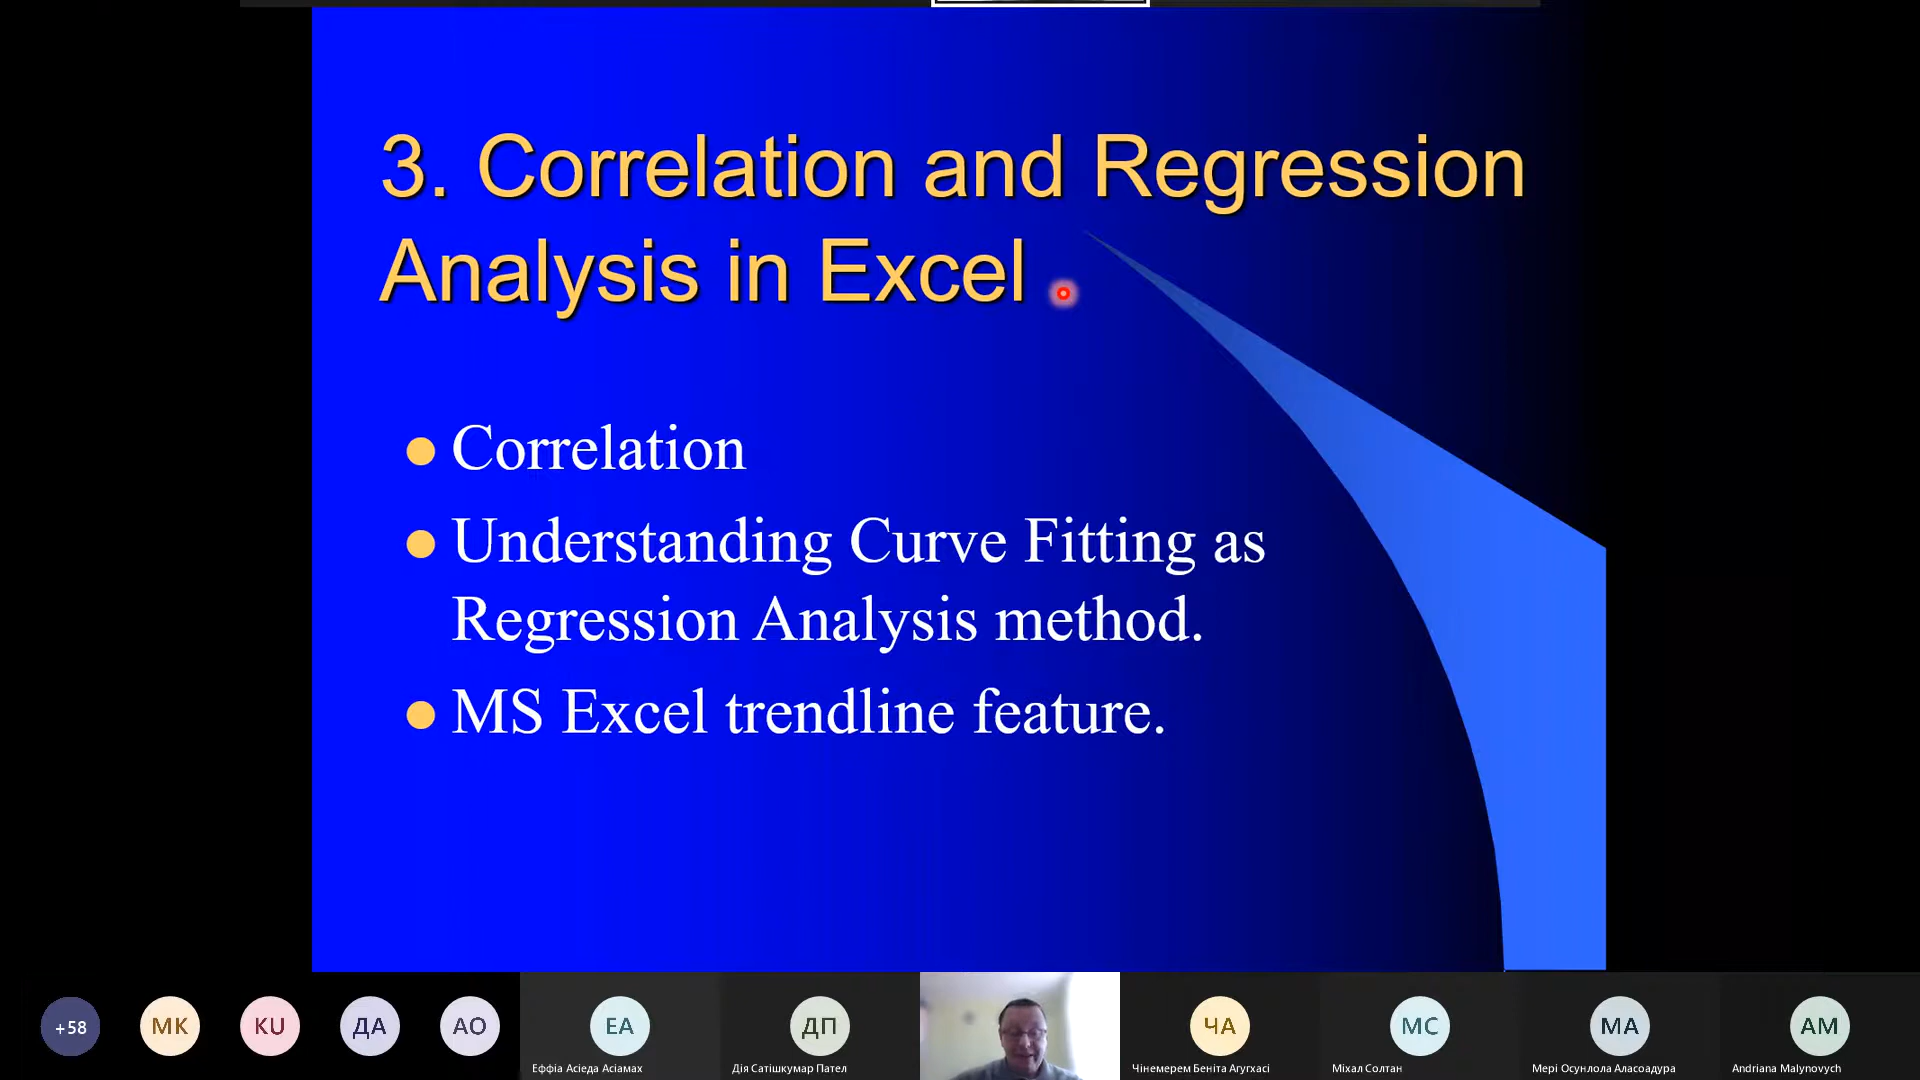 3. Correlation and Regression
Analysis in Excel
Correlation
Understanding Curve Fitting as
Regression Analysis method.
MS Excel trendline feature.
+58
МК
KU
ДА
АО
ЕА
ДП
ЧА
МС
МА
AM
Еффіа Асіеда Асіамах
Дія Сатішкумар Пател
Чінемерем Беніта Агугхасі
Міхал Солтан
Мері Осунлола Аласоадура
Andriana Malynovych